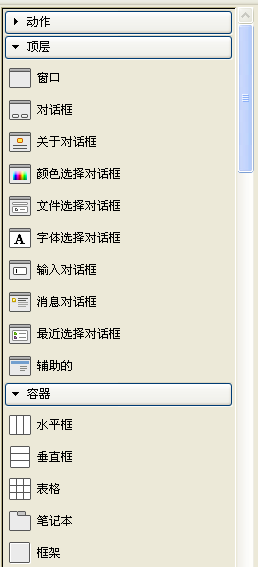 动作
顶层
窗口
对话框
关于对话框
颜色选择对话框
文件选择对话框
字体选择对话框
输入对话框
消息对话框
最近选择对话框
辅助的
容器
水平框
垂直框
表格
笔记本
框架